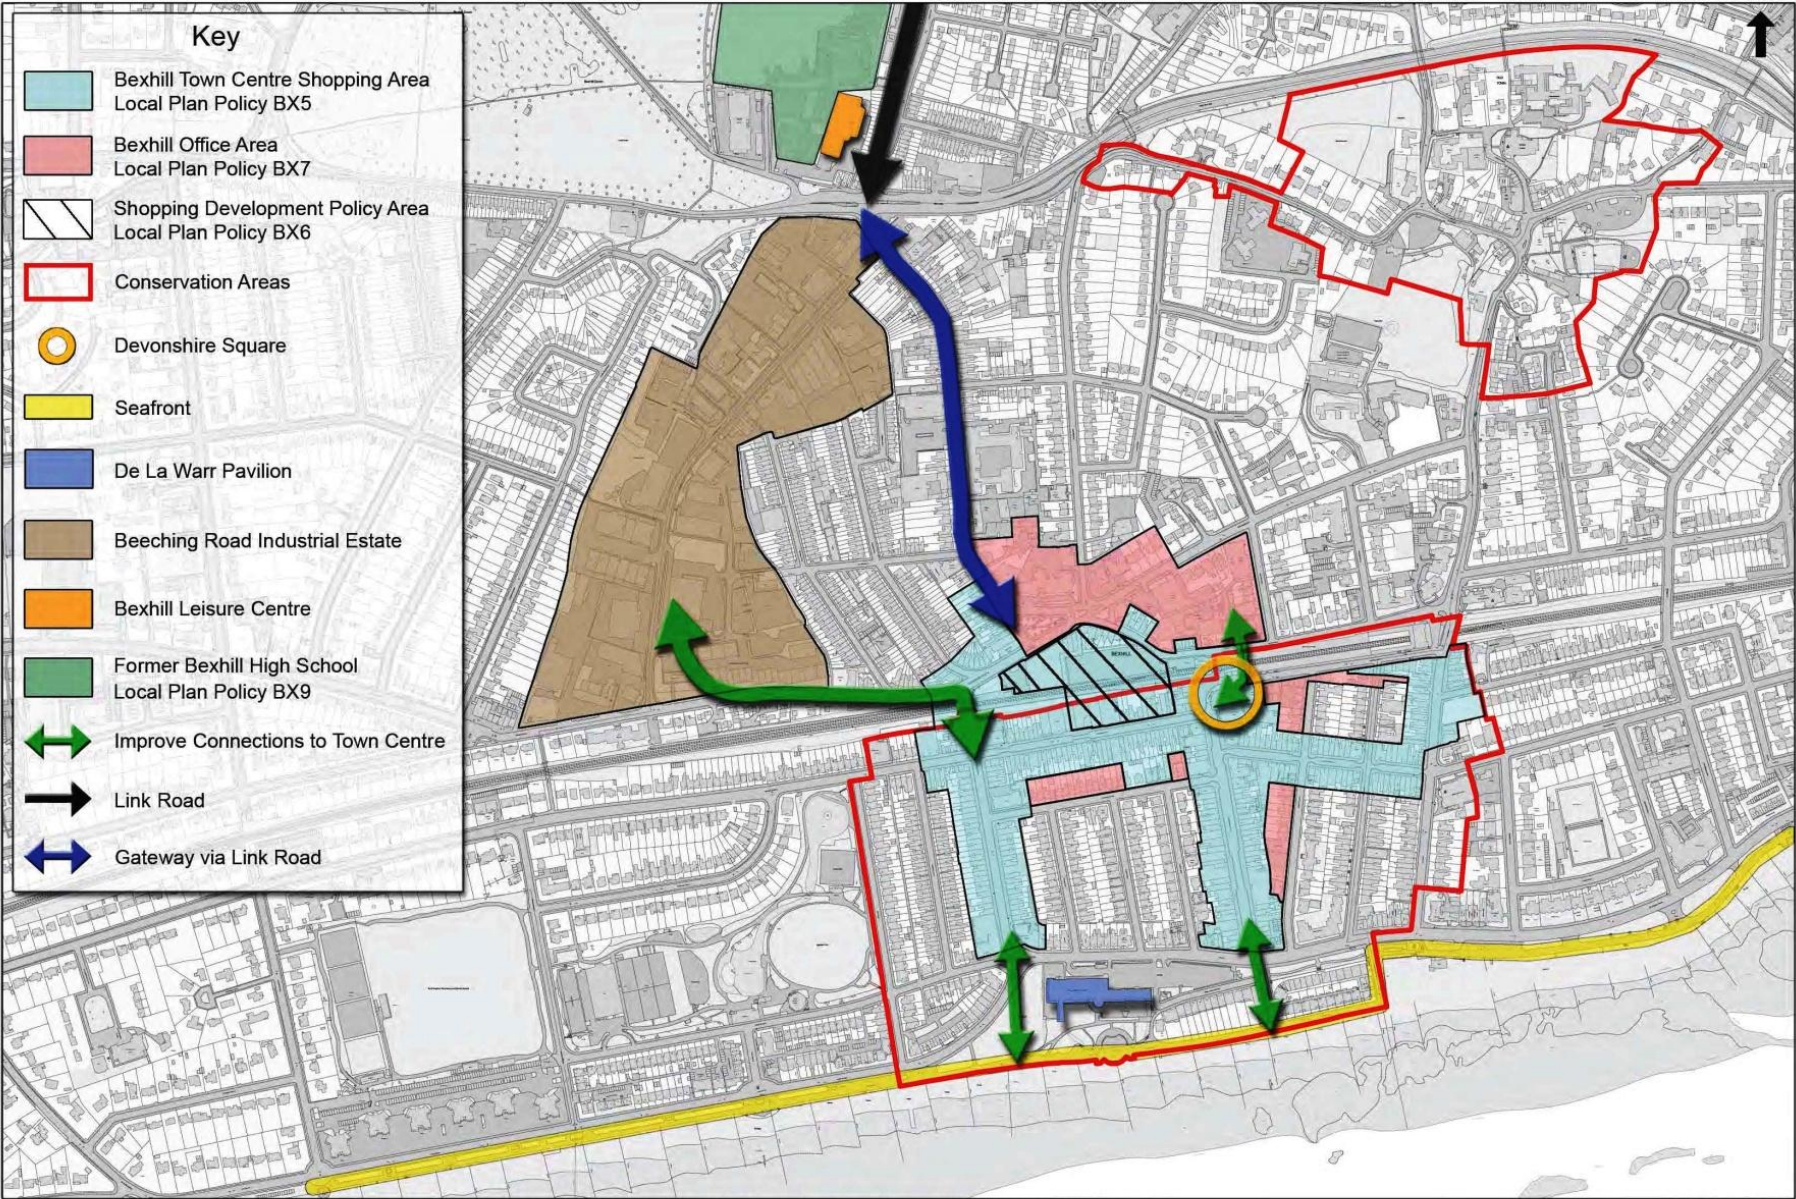 Key
Bexhill Town Centre Shopping Area
Local Plan Policy BX5
Bexhill Office Area
Local Plan Policy BX7
Shopping Development Policy Area
Local Plan Policy BX6
Conservation Areas
Devonshire Square
Seafront
De La Warr Pavilion
Beeching Road Industrial Estate
Bexhill Leisure Centre
Former Bexhill High School
Local Plan Policy BX9
Improve Connections to Town Centre
Link Road
Gateway via Link Road
BEXHILL